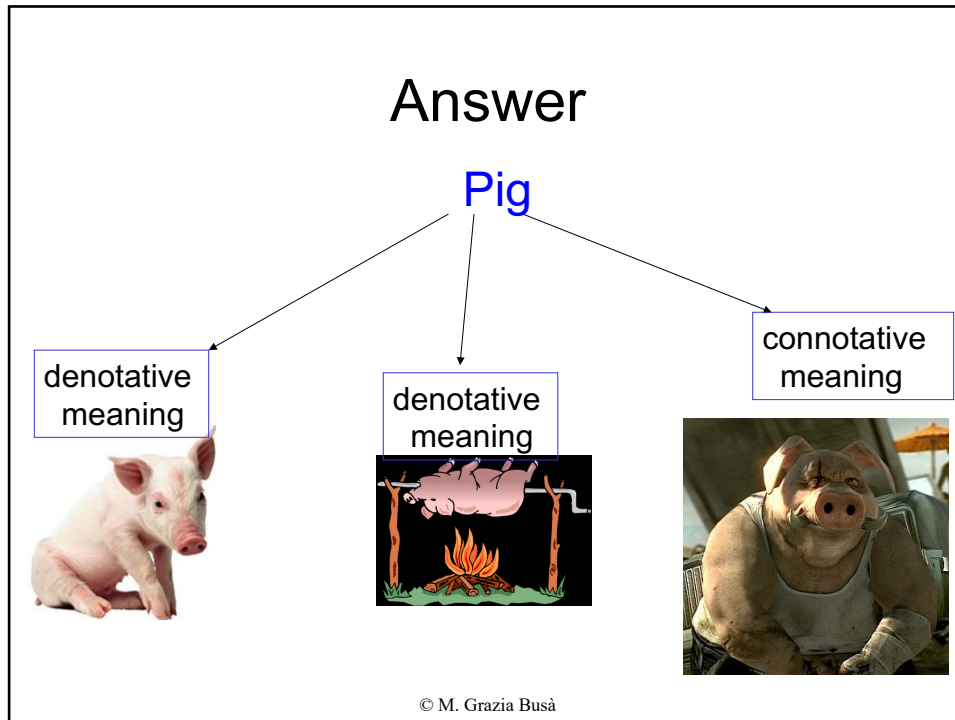 Answer
Pig
denotative
meaning
denotative
meaning
connotative
meaning
© M. Grazia Busà